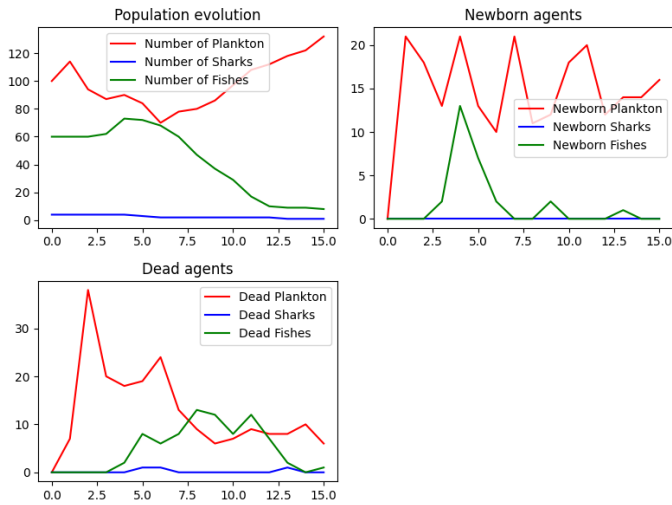 Population evolution
Number of Plankton
Number of Sharks
Number of Fishes
120
100
80
60
40
20
0
0.0 2.5 5.0 7.5 10.0 12.5 15.0
Newborn agents
Newborn Plankton
Newborn Sharks
Newborn Fishes
20
15
10
5
0
0.0 2.5 5.0 7.5 10.0 12.5 15.0
Dead agents
Dead Plankton
Dead Sharks
Dead Fishes
30
20
10
0
0.0 2.5 5.0 7.5 10.0 12.5 15.0